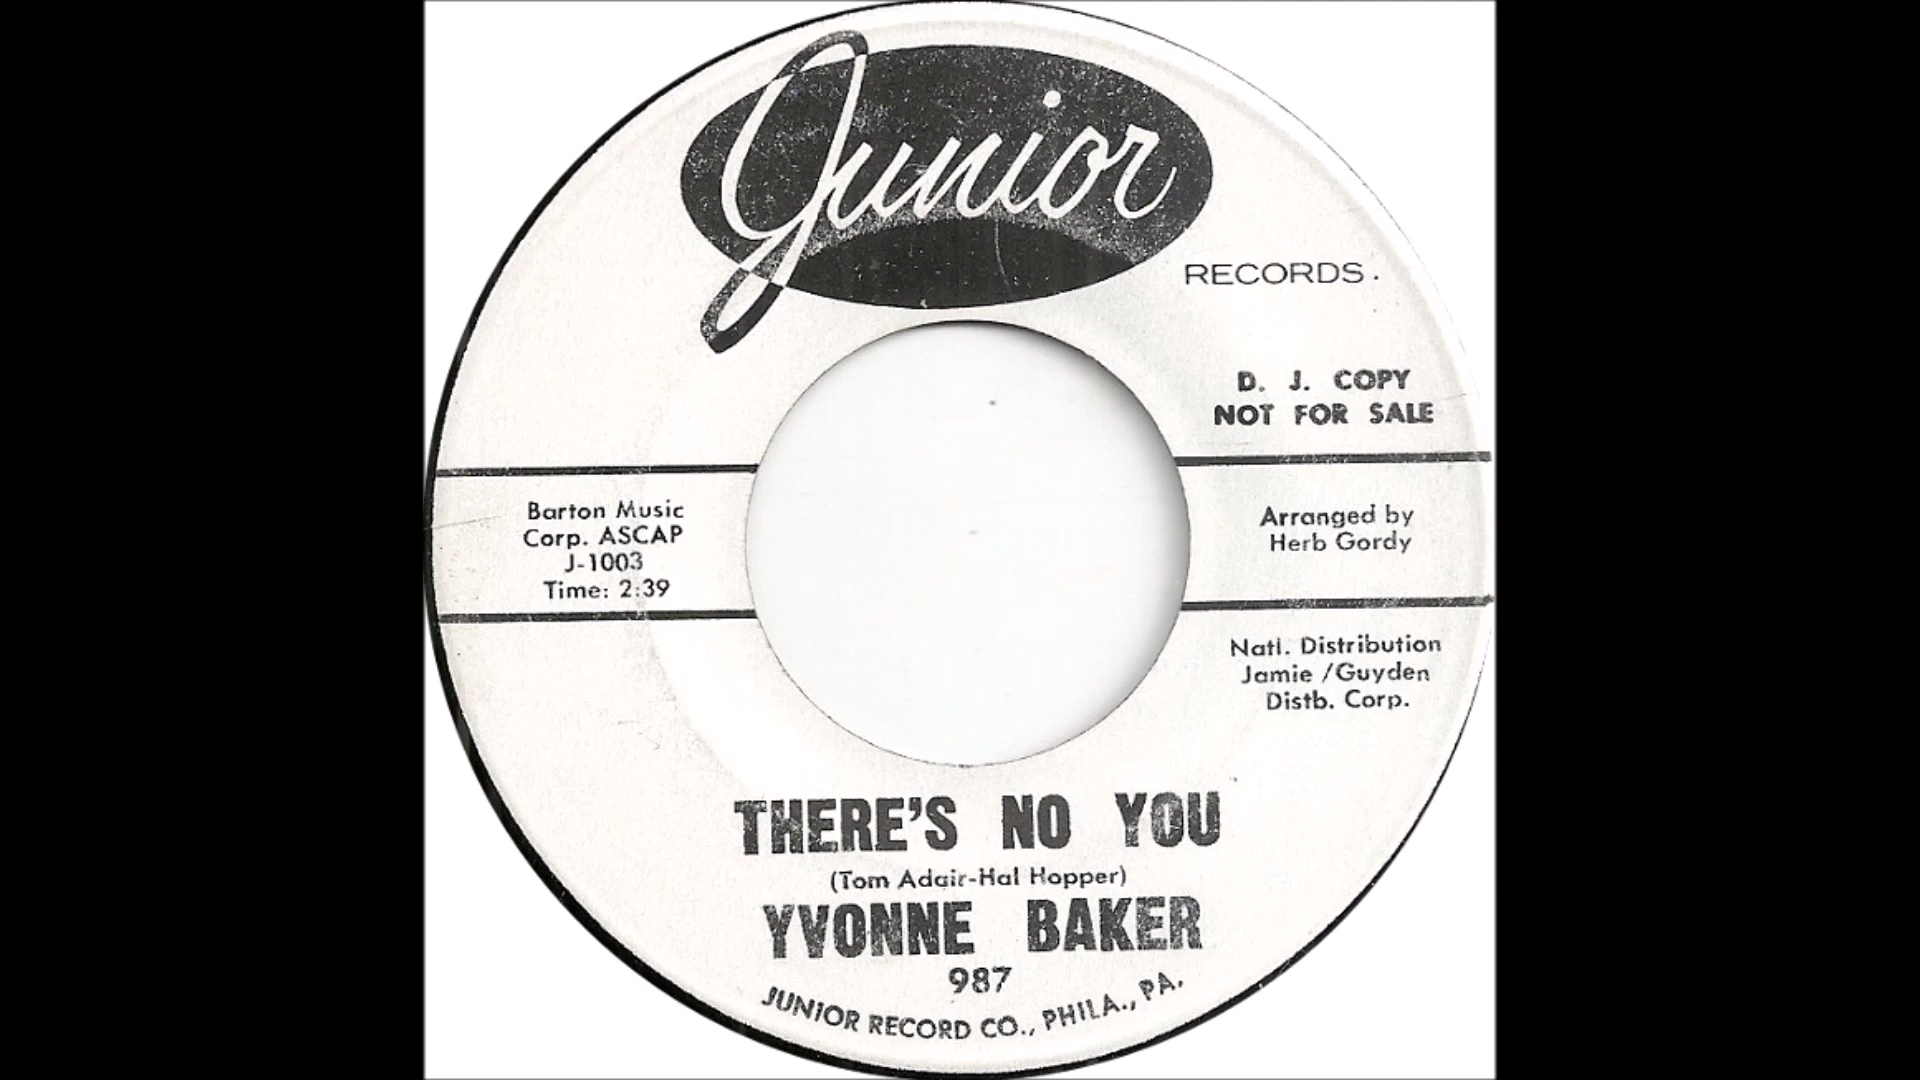 Junior
RECORDS.
D. J. COPY
NOT FOR SALE
Barton Music
Corp. ASCAP
J-1003
Time: 2:39
Arranged by
Herb Gordy
Natl. Distribution
Jamie /Guyden
Distb. Corp.
THERE'S NO YOU
(Tom Adair-Hal Hopper)
YVONNE BAKER
987
JUNIOR RECORD CO., PHILA., PA.